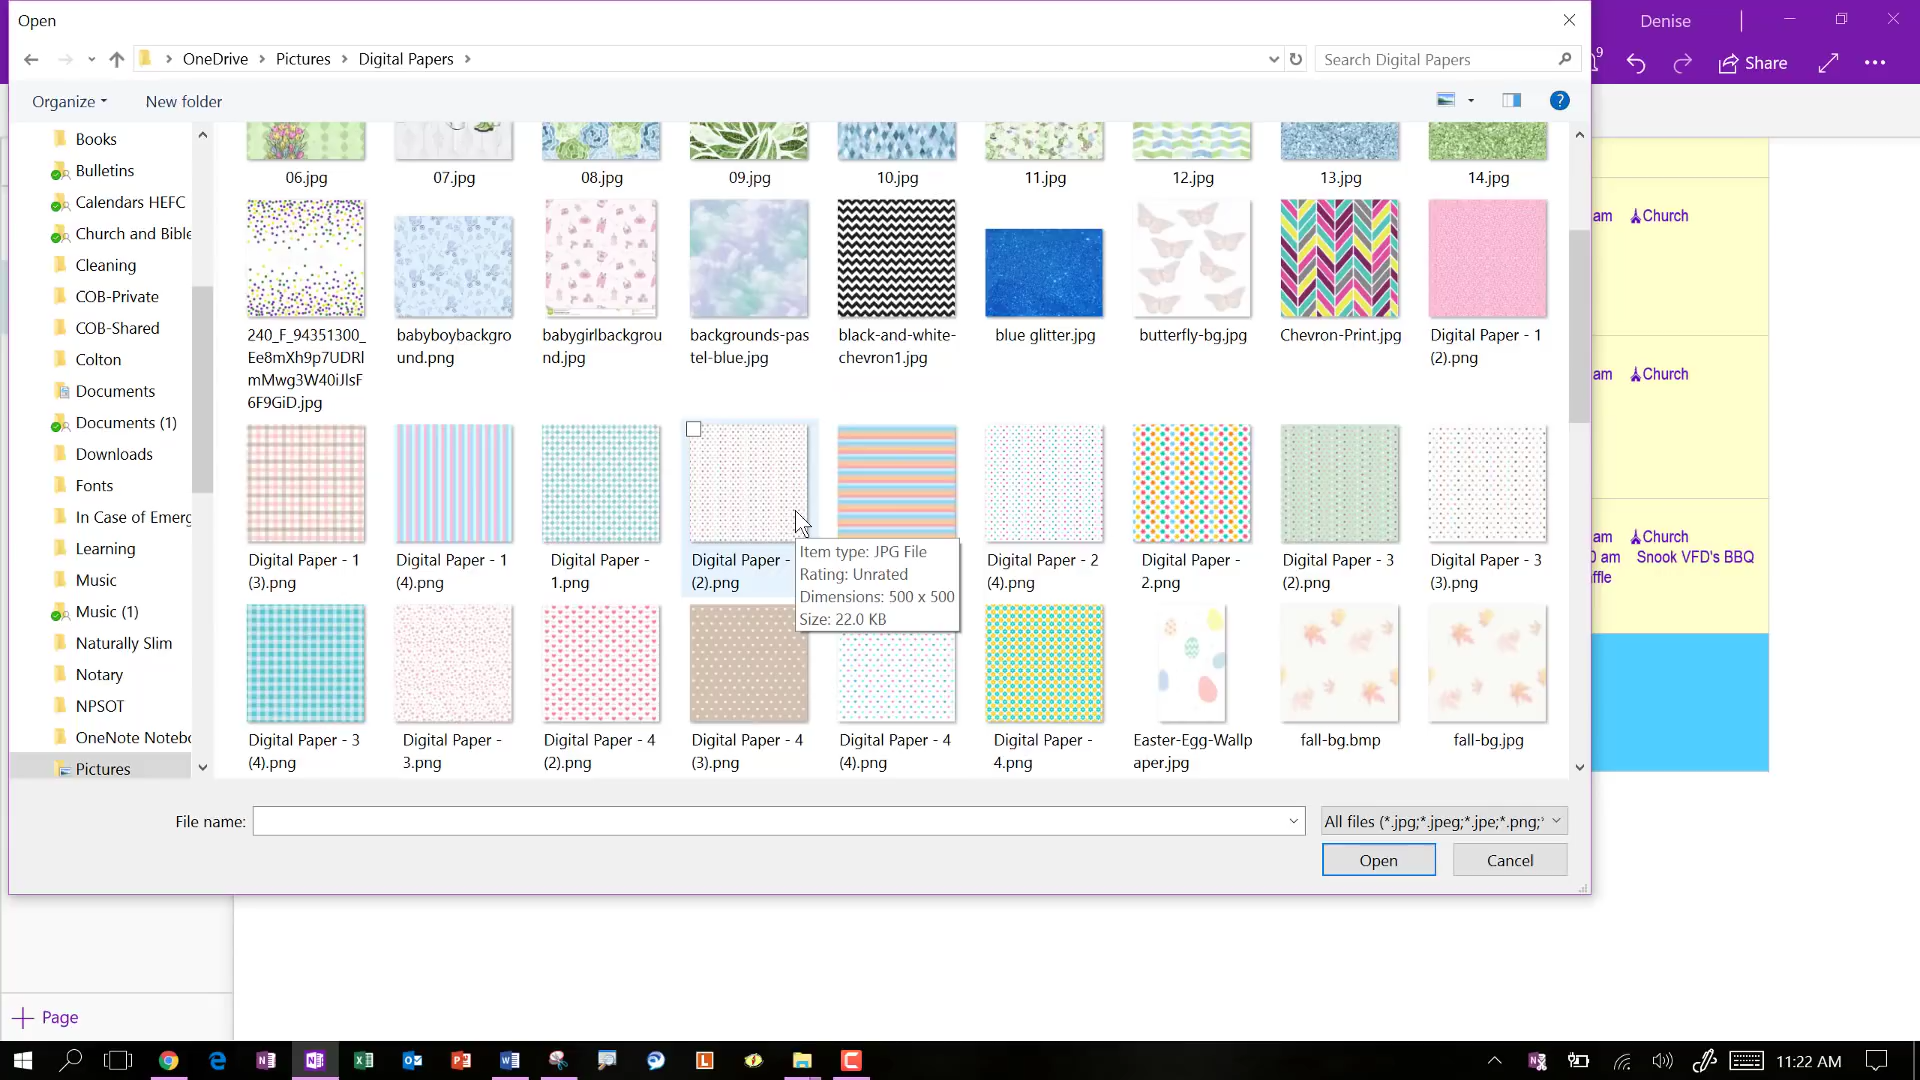 Open
Denise
OneDrive
Pictures
Digital Papers
Search Digital Papers
9
Share
Organize
New folder
?
Books
Bulletins
Calendars HEFC
Church and Bible
Cleaning
COB-Private
COB-Shared
Colton
Documents
Documents (1)
Downloads
Fonts
In Case of Emerg
Learning
Music
Music (1)
Naturally Slim
Notary
NPSOT
OneNote Notebo
Pictures
06.jpg
07.jpg
08.jpg
09.jpg
10.jpg
11.jpg
12.jpg
13.jpg
14.jpg
240_F_94351300_
Ee8mXh9p7UDRl
mMwg3W40iJlsF
6F9GiD.jpg
babyboybackgro
und.png
babygirlbackgrou
nd.jpg
backgrounds-pas
tel-blue.jpg
black-and-white-
chevron1.jpg
blue glitter.jpg
butterfly-bg.jpg
Chevron-Print.jpg
Digital Paper - 1
(2).png
Digital Paper - 1
(3).png
Digital Paper - 1
(4).png
Digital Paper -
1.png
Digital Paper -
(2).png
Item type: JPG File
Rating: Unrated
Dimensions: 500 x 500
Size: 22.0 KB
Digital Paper - 2
(4).png
Digital Paper -
2.png
Digital Paper - 3
(2).png
Digital Paper - 3
(3).png
Digital Paper - 3
(4).png
Digital Paper -
3.png
Digital Paper - 4
(2).png
Digital Paper - 4
(3).png
Digital Paper - 4
(4).png
Digital Paper -
4.png
Easter-Egg-Wallp
aper.jpg
fall-bg.bmp
fall-bg.jpg
File name:
All files (*.jpg;*.jpeg;*.jpe;*.png;*
Open
Cancel
am Church
am Church
Church
0 am Snook VFD's BBQ
ffle
Page
11:22 AM